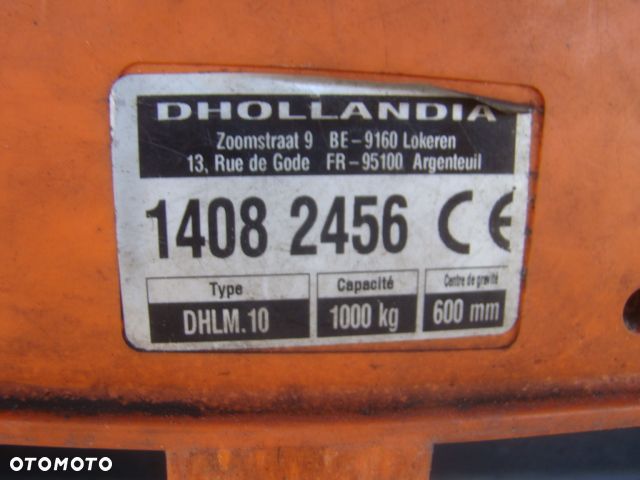 DHOLLANDIA
Zoomstraat 9 BE-9160 Lokeren
13, Rue de Gode FR-95100 Argenteuil
1408 2456 CE
Type Capacité Centre de gravité
DHLM.10 1000 kg 600 mm
OTOMOTO